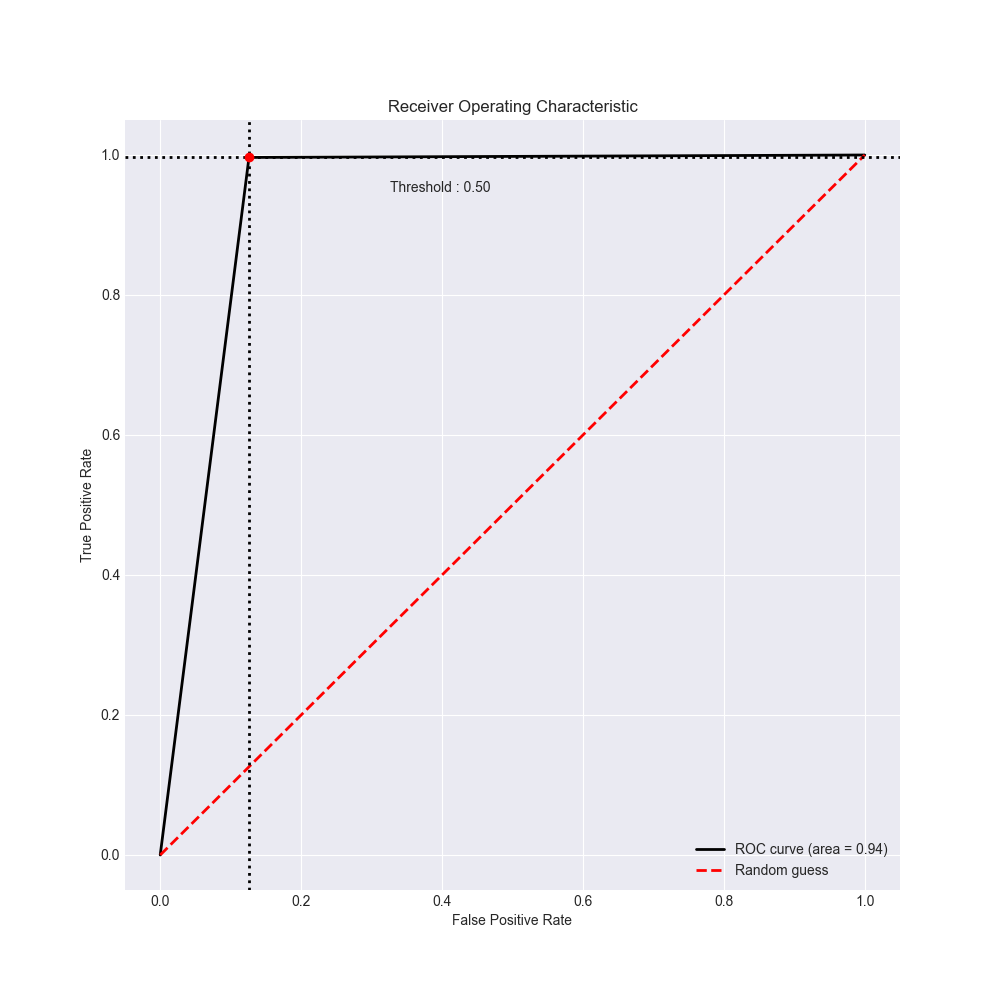 Receiver Operating Characteristic
1.0
Threshold : 0.50
0.8
0.6
True Positive Rate
0.4
0.2
0.0
ROC curve (area = 0.94)
Random guess
0.0 0.2 0.4 0.6 0.8 1.0
False Positive Rate